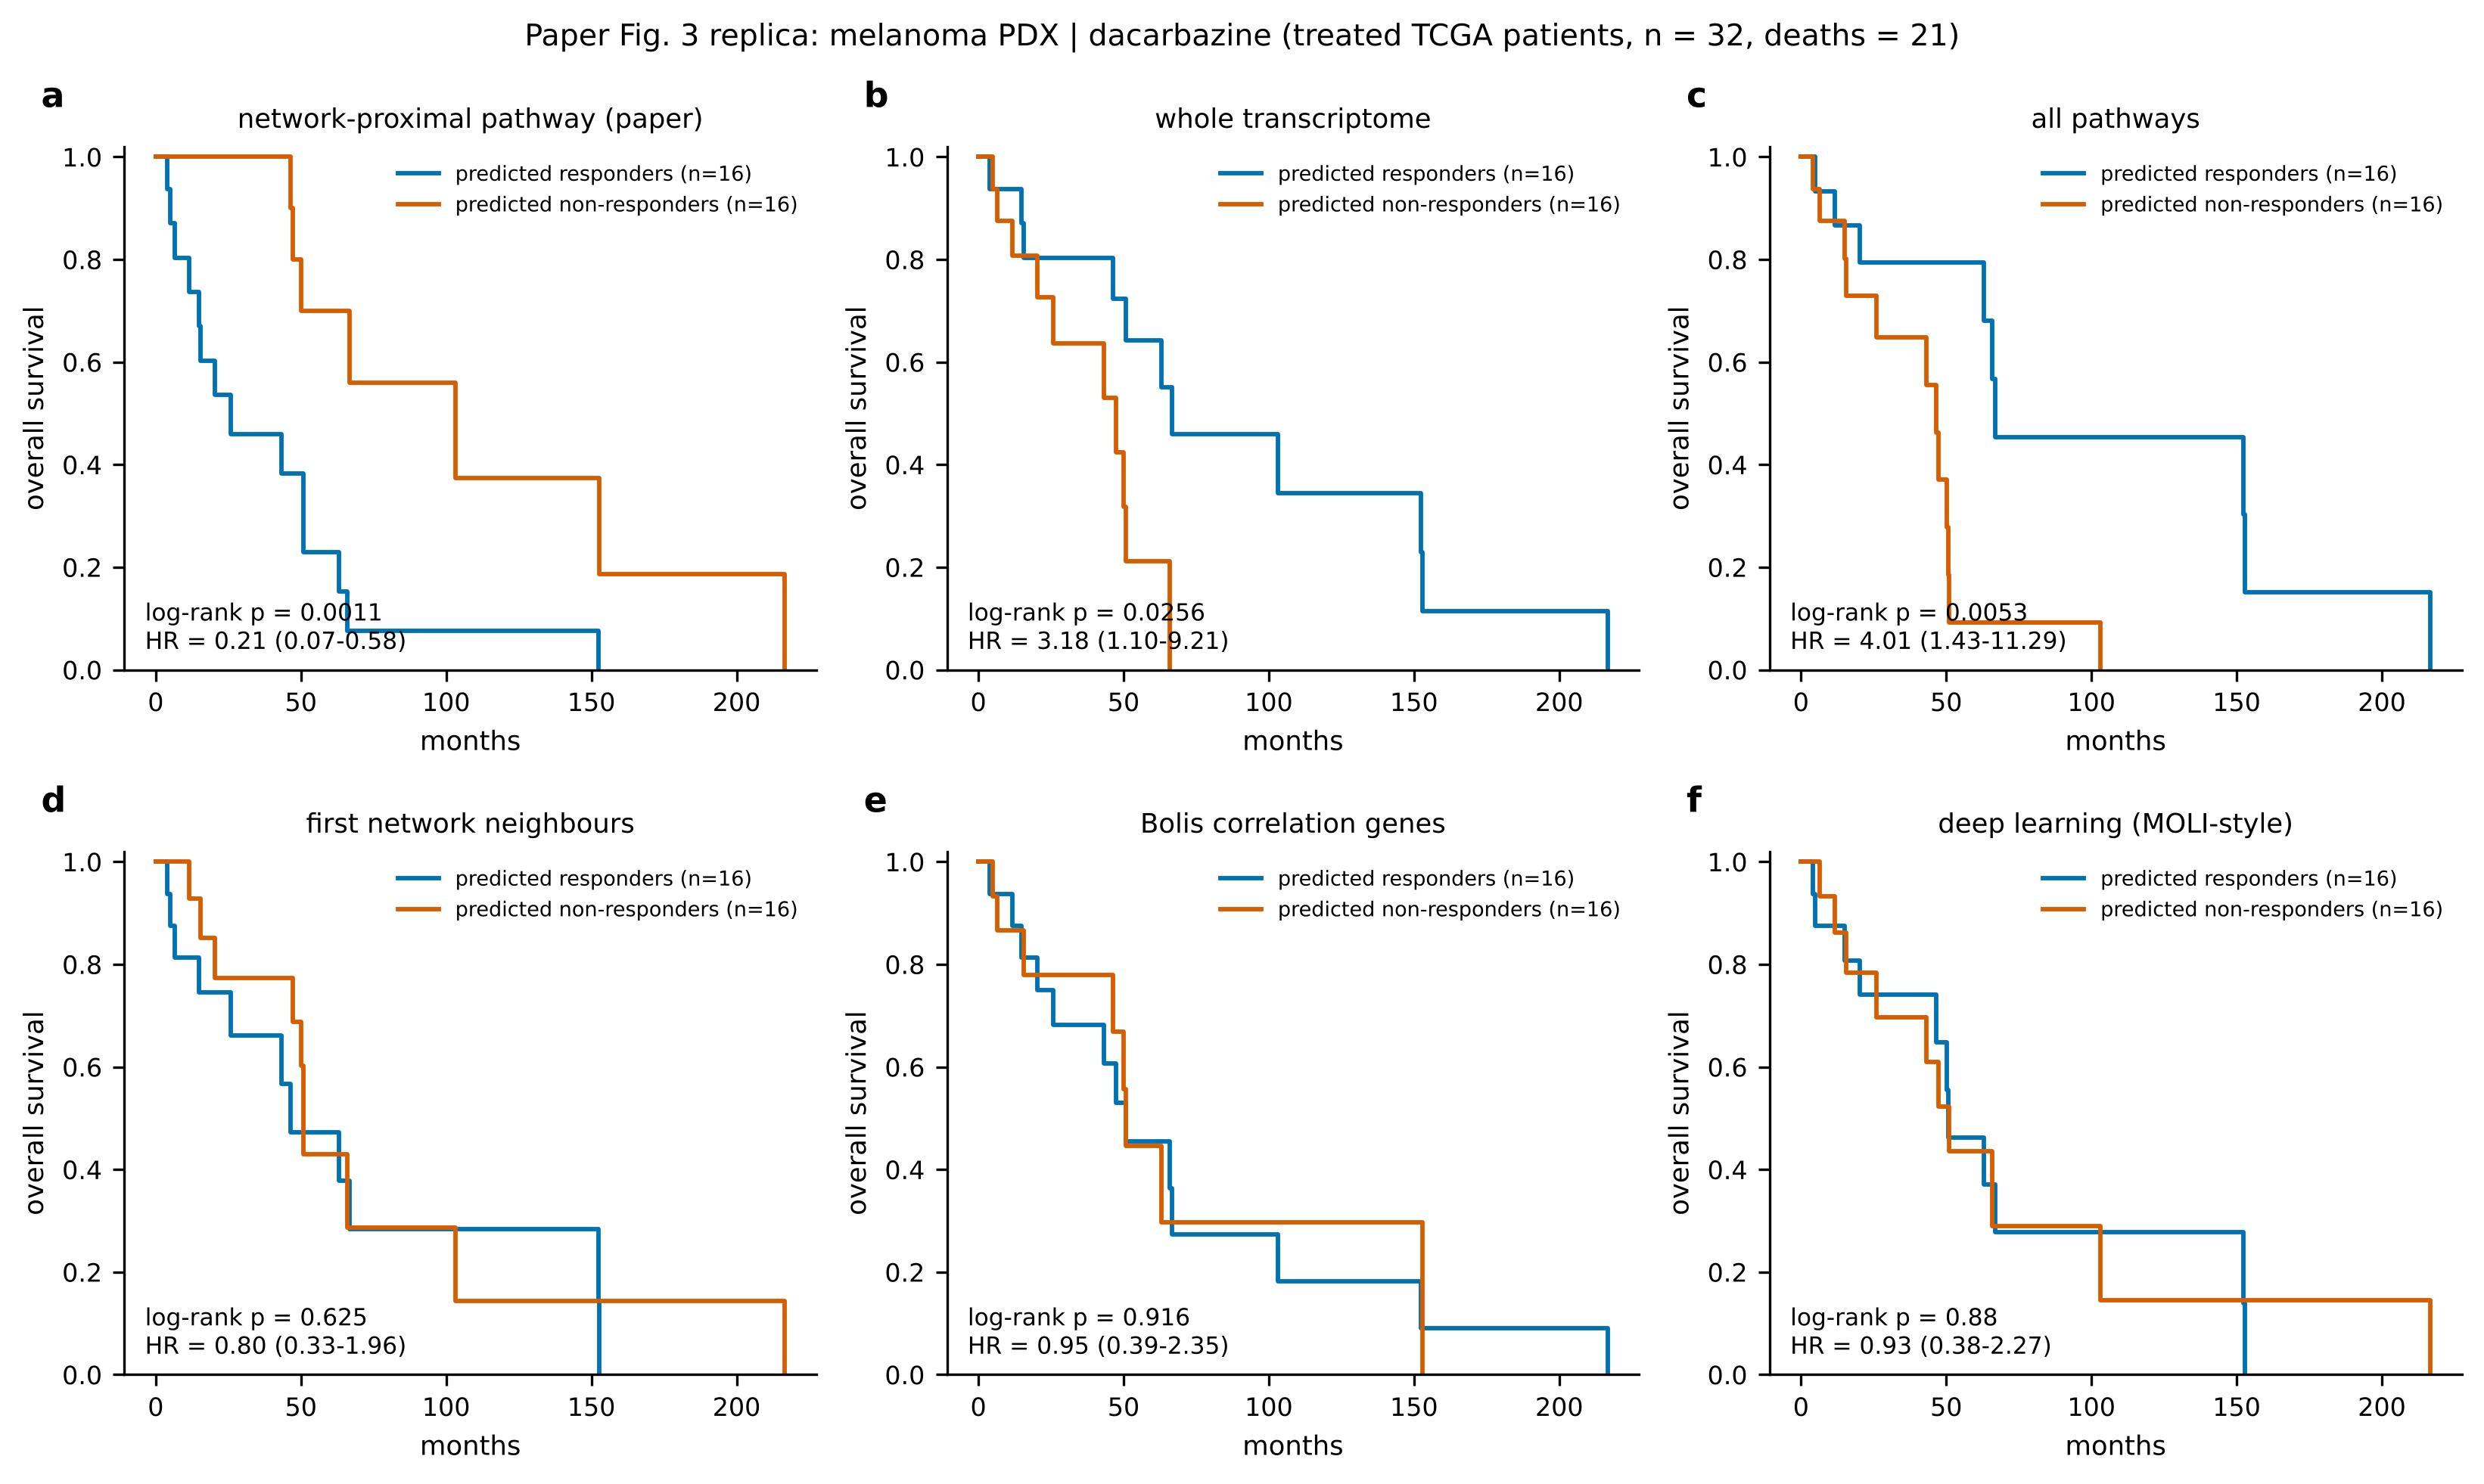 Paper Fig. 3 replica: melanoma PDX | dacarbazine (treated TCGA patients, n = 32, deaths = 21)
a
network-proximal pathway (paper)
predicted responders (n=16)
predicted non-responders (n=16)
overall survival
1.0
0.8
0.6
0.4
0.2
0.0
log-rank p = 0.0011
HR = 0.21 (0.07-0.58)
0 50 100 150 200
months
b
whole transcriptome
predicted responders (n=16)
predicted non-responders (n=16)
overall survival
1.0
0.8
0.6
0.4
0.2
0.0
log-rank p = 0.0256
HR = 3.18 (1.10-9.21)
0 50 100 150 200
months
c
all pathways
predicted responders (n=16)
predicted non-responders (n=16)
overall survival
1.0
0.8
0.6
0.4
0.2
0.0
log-rank p = 0.0053
HR = 4.01 (1.43-11.29)
0 50 100 150 200
months
d
first network neighbours
predicted responders (n=16)
predicted non-responders (n=16)
overall survival
1.0
0.8
0.6
0.4
0.2
0.0
log-rank p = 0.625
HR = 0.80 (0.33-1.96)
0 50 100 150 200
months
e
Bolis correlation genes
predicted responders (n=16)
predicted non-responders (n=16)
overall survival
1.0
0.8
0.6
0.4
0.2
0.0
log-rank p = 0.916
HR = 0.95 (0.39-2.35)
0 50 100 150 200
months
f
deep learning (MOLI-style)
predicted responders (n=16)
predicted non-responders (n=16)
overall survival
1.0
0.8
0.6
0.4
0.2
0.0
log-rank p = 0.88
HR = 0.93 (0.38-2.27)
0 50 100 150 200
months